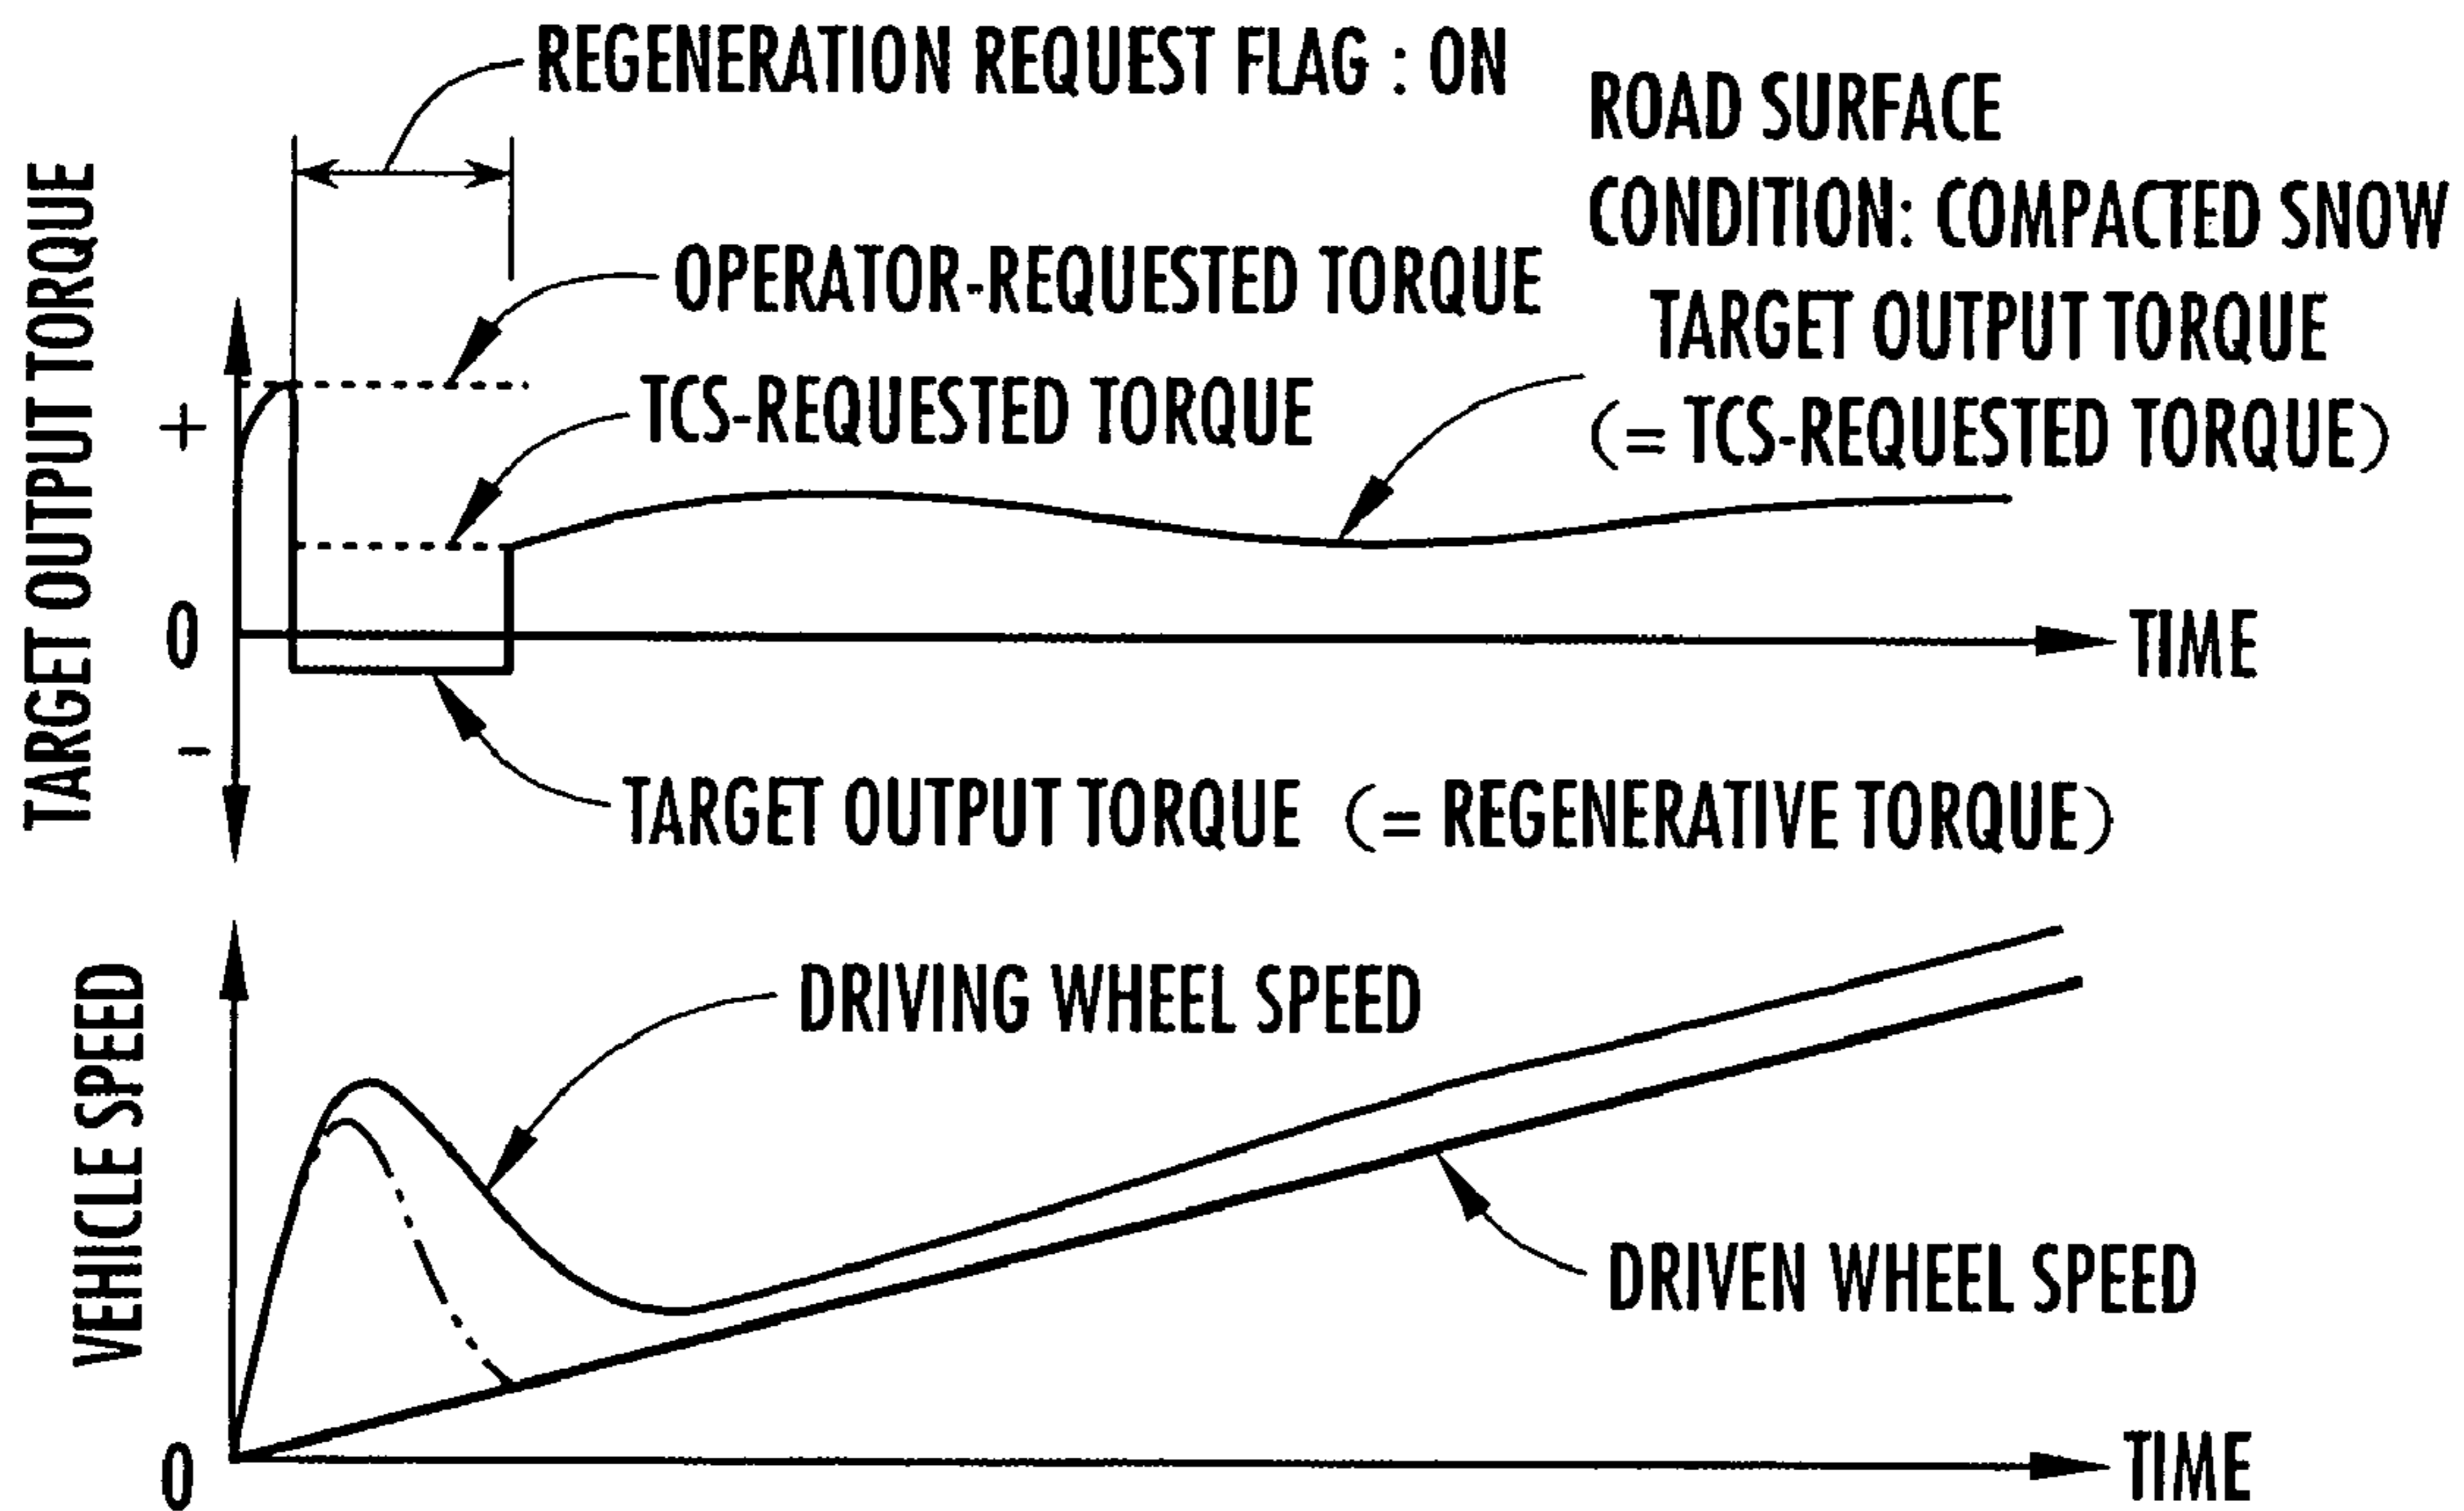 REGENERATION REQUEST FLAG : ON
ROAD SURFACE
CONDITION: COMPACTED SNOW
OPERATOR-REQUESTED TORQUE
TARGET OUTPUT TORQUE
(= TCS-REQUESTED TORQUE)
TCS-REQUESTED TORQUE
TARGET OUTPUT TORQUE
+
0
-
TIME
TARGET OUTPUT TORQUE (= REGENERATIVE TORQUE)
VEHICLE SPEED
DRIVING WHEEL SPEED
DRIVEN WHEEL SPEED
0
TIME